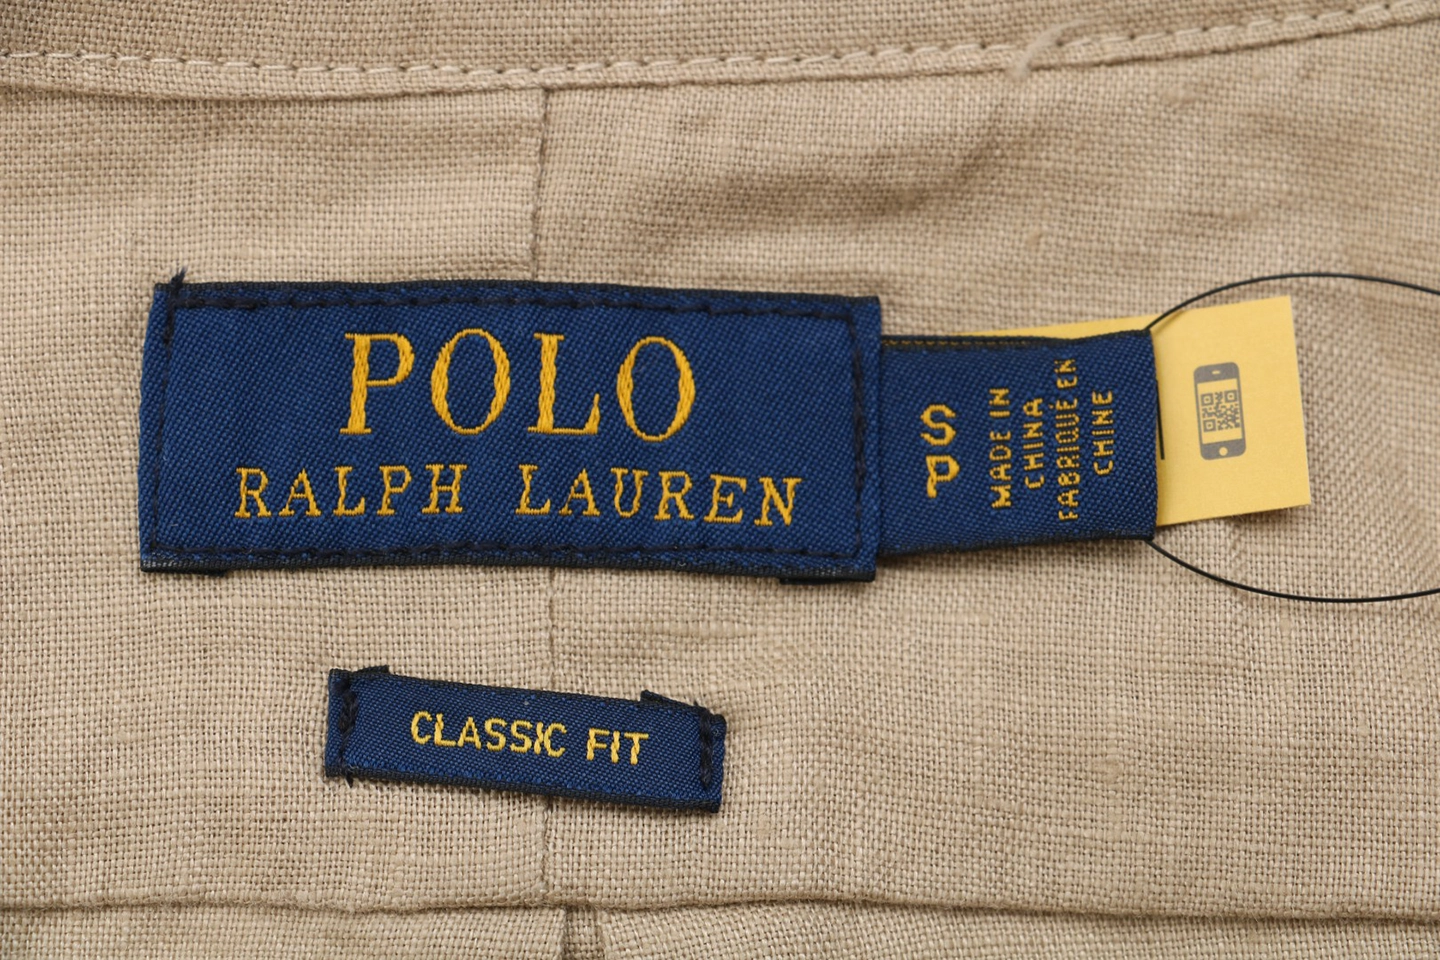 POLO
RALPH LAUREN
S
P
MADE IN
CHINA
FABRIQUÉ EN
CHINE
CLASSIC FIT